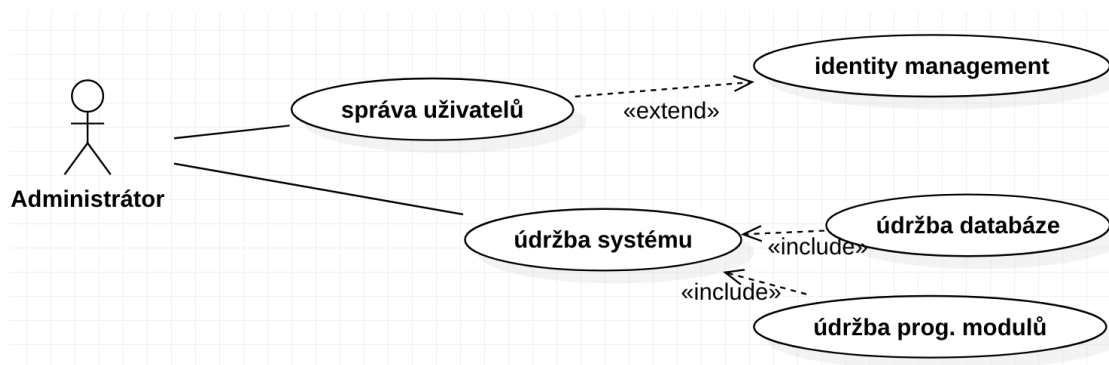 identity management
správa uživatelů
«extend»
Administrátor
údržba systému
údržba databáze
«include»
«include»
údržba prog. modulů